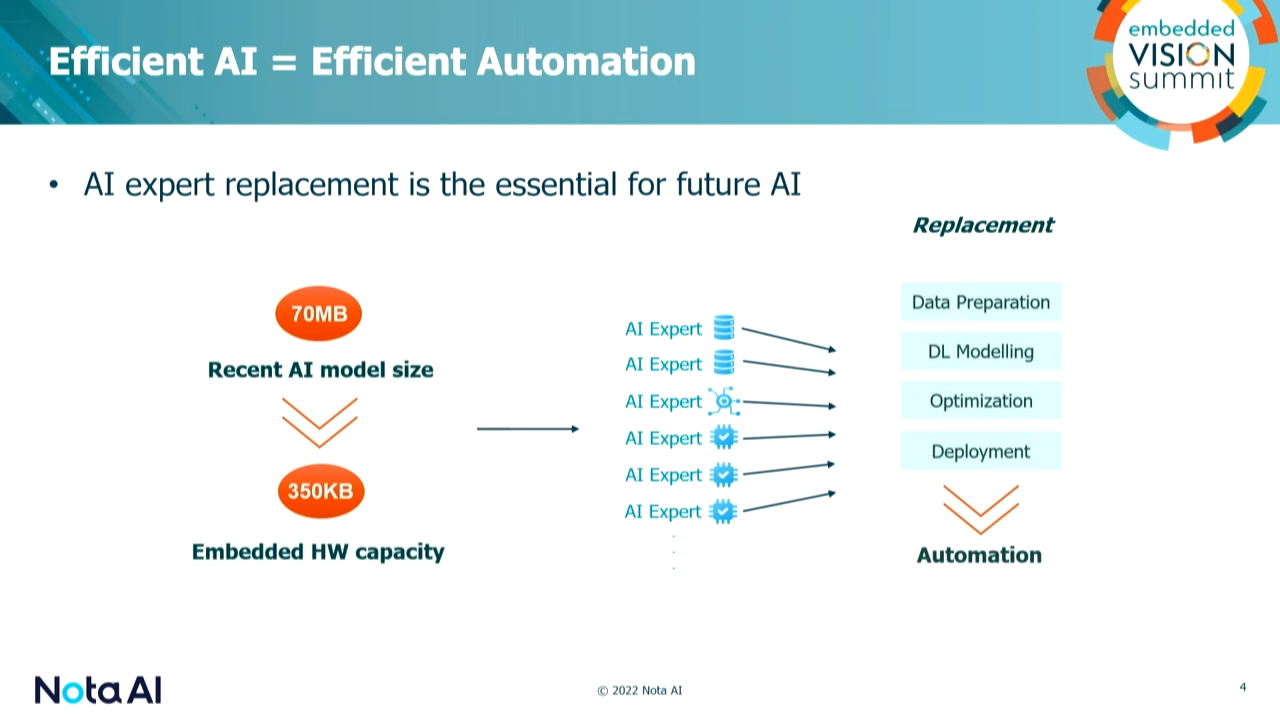 Efficient AI = Efficient Automation
embedded
VISION
summit
• AI expert replacement is the essential for future AI
70MB
Recent AI model size
350KB
Embedded HW capacity
AI Expert
AI Expert
AI Expert
AI Expert
AI Expert
AI Expert
Replacement
Data Preparation
DL Modelling
Optimization
Deployment
Automation
Nota AI
© 2022 Nota AI
4